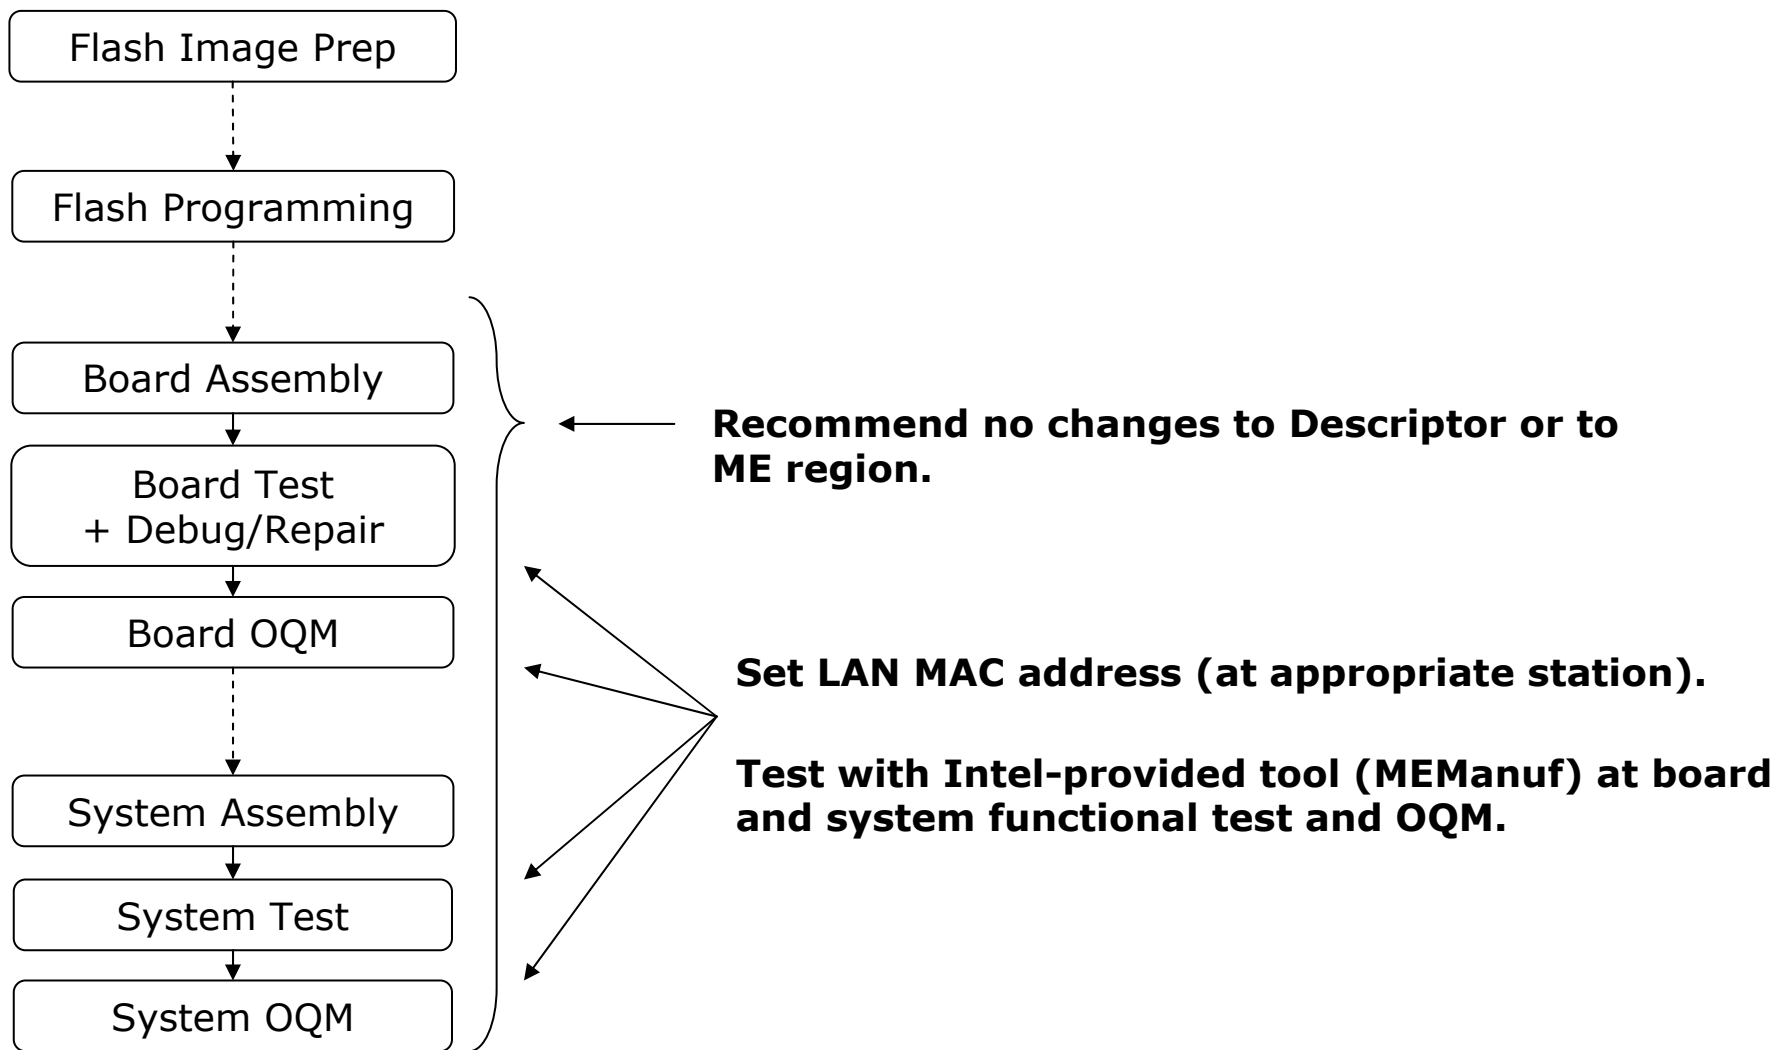 Flash Image Prep
Flash Programming
Board Assembly
Board Test
+ Debug/Repair
Board OQM
System Assembly
System Test
System OQM
Recommend no changes to Descriptor or to
ME region.
Set LAN MAC address (at appropriate station).
Test with Intel-provided tool (MEManuf) at board
and system functional test and OQM.